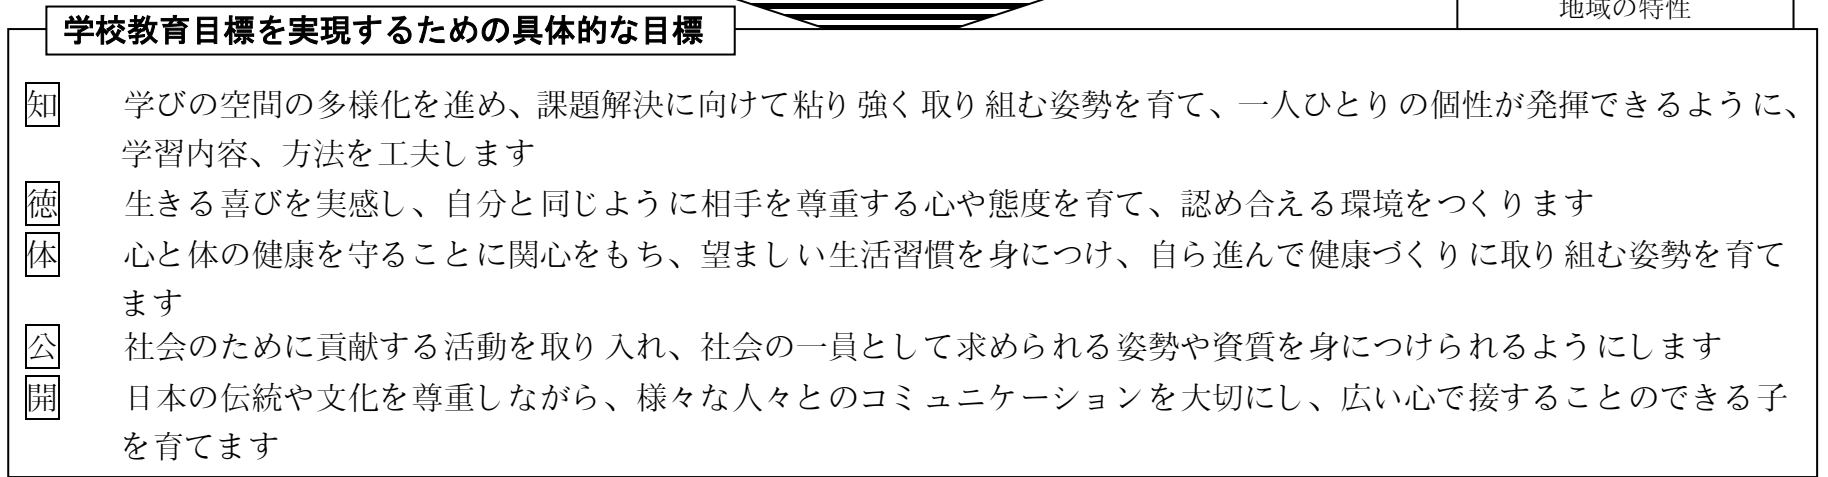 地域の特性
学校教育目標を実現するための具体的な目標
知 学びの空間の多様化を進め、課題解決に向けて粘り強く取り組む姿勢を育て、一人ひとりの個性が発揮できるように、
学習内容、方法を工夫します
徳 生きる喜びを実感し、自分と同じように相手を尊重する心や態度を育て、認め合える環境をつくります
体 心と体の健康を守ることに関心をもち、望ましい生活習慣を身につけ、自ら進んで健康づくりに取り組む姿勢を育て
ます
公 社会のために貢献する活動を取り入れ、社会の一員として求められる姿勢や資質を身につけられるようにします
開 日本の伝統や文化を尊重しながら、様々な人々とのコミュニケーションを大切にし、広い心で接することのできる子
を育てます